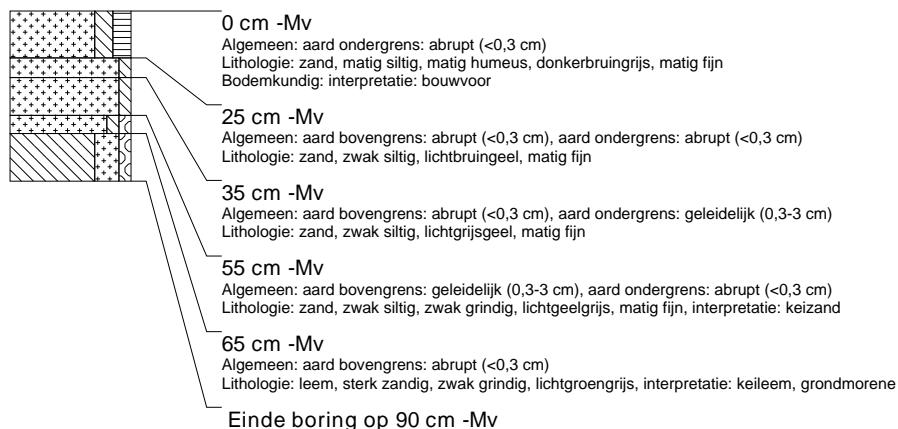 0 cm -Mv
Algemeen: aard ondergrens: abrupt (<0,3 cm)
Lithologie: zand, matig siltig, matig humeus, donkerbruingrijs, matig fijn
Bodemkundig: interpretatie: bouwvoor
25 cm -Mv
Algemeen: aard bovengrens: abrupt (<0,3 cm), aard ondergrens: abrupt (<0,3 cm)
Lithologie: zand, zwak siltig, lichtbruingeel, matig fijn
35 cm -Mv
Algemeen: aard bovengrens: abrupt (<0,3 cm), aard ondergrens: geleidelijk (0,3-3 cm)
Lithologie: zand, zwak siltig, lichtgrijsgeel, matig fijn
55 cm -Mv
Algemeen: aard bovengrens: geleidelijk (0,3-3 cm), aard ondergrens: abrupt (<0,3 cm)
Lithologie: zand, zwak siltig, zwak grindig, lichtgeelgrijs, matig fijn, interpretatie: keizand
65 cm -Mv
Algemeen: aard bovengrens: abrupt (<0,3 cm)
Lithologie: leem, sterk zandig, zwak grindig, lichtgroengrijs, interpretatie: keileem, grondmorene
Einde boring op 90 cm -Mv